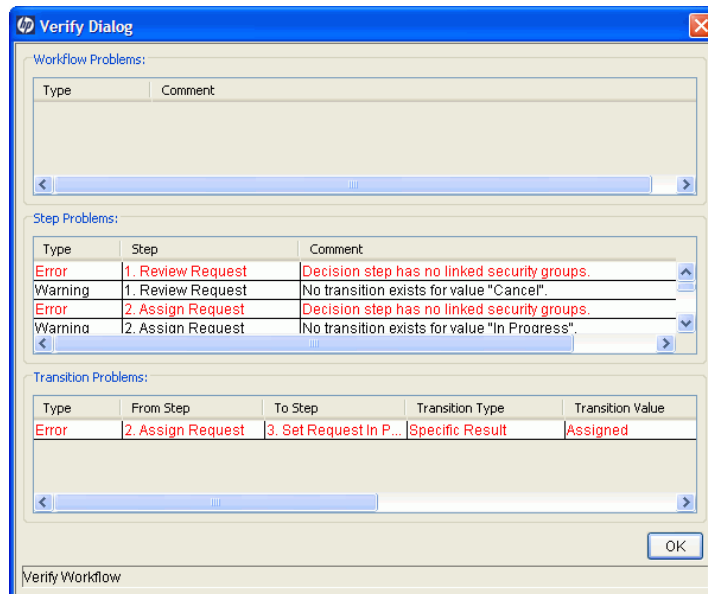 hp Verify Dialog
Workflow Problems:
Type Comment
Step Problems:
Type Step Comment
Error 1. Review Request Decision step has no linked security groups.
Warning 1. Review Request No transition exists for value "Cancel".
Error 2. Assign Request Decision step has no linked security groups.
Warning 2. Assign Request No transition exists for value "In Progress".
Transition Problems:
Type From Step To Step Transition Type Transition Value
Error 2. Assign Request 3. Set Request In P... Specific Result Assigned
OK
Verify Workflow